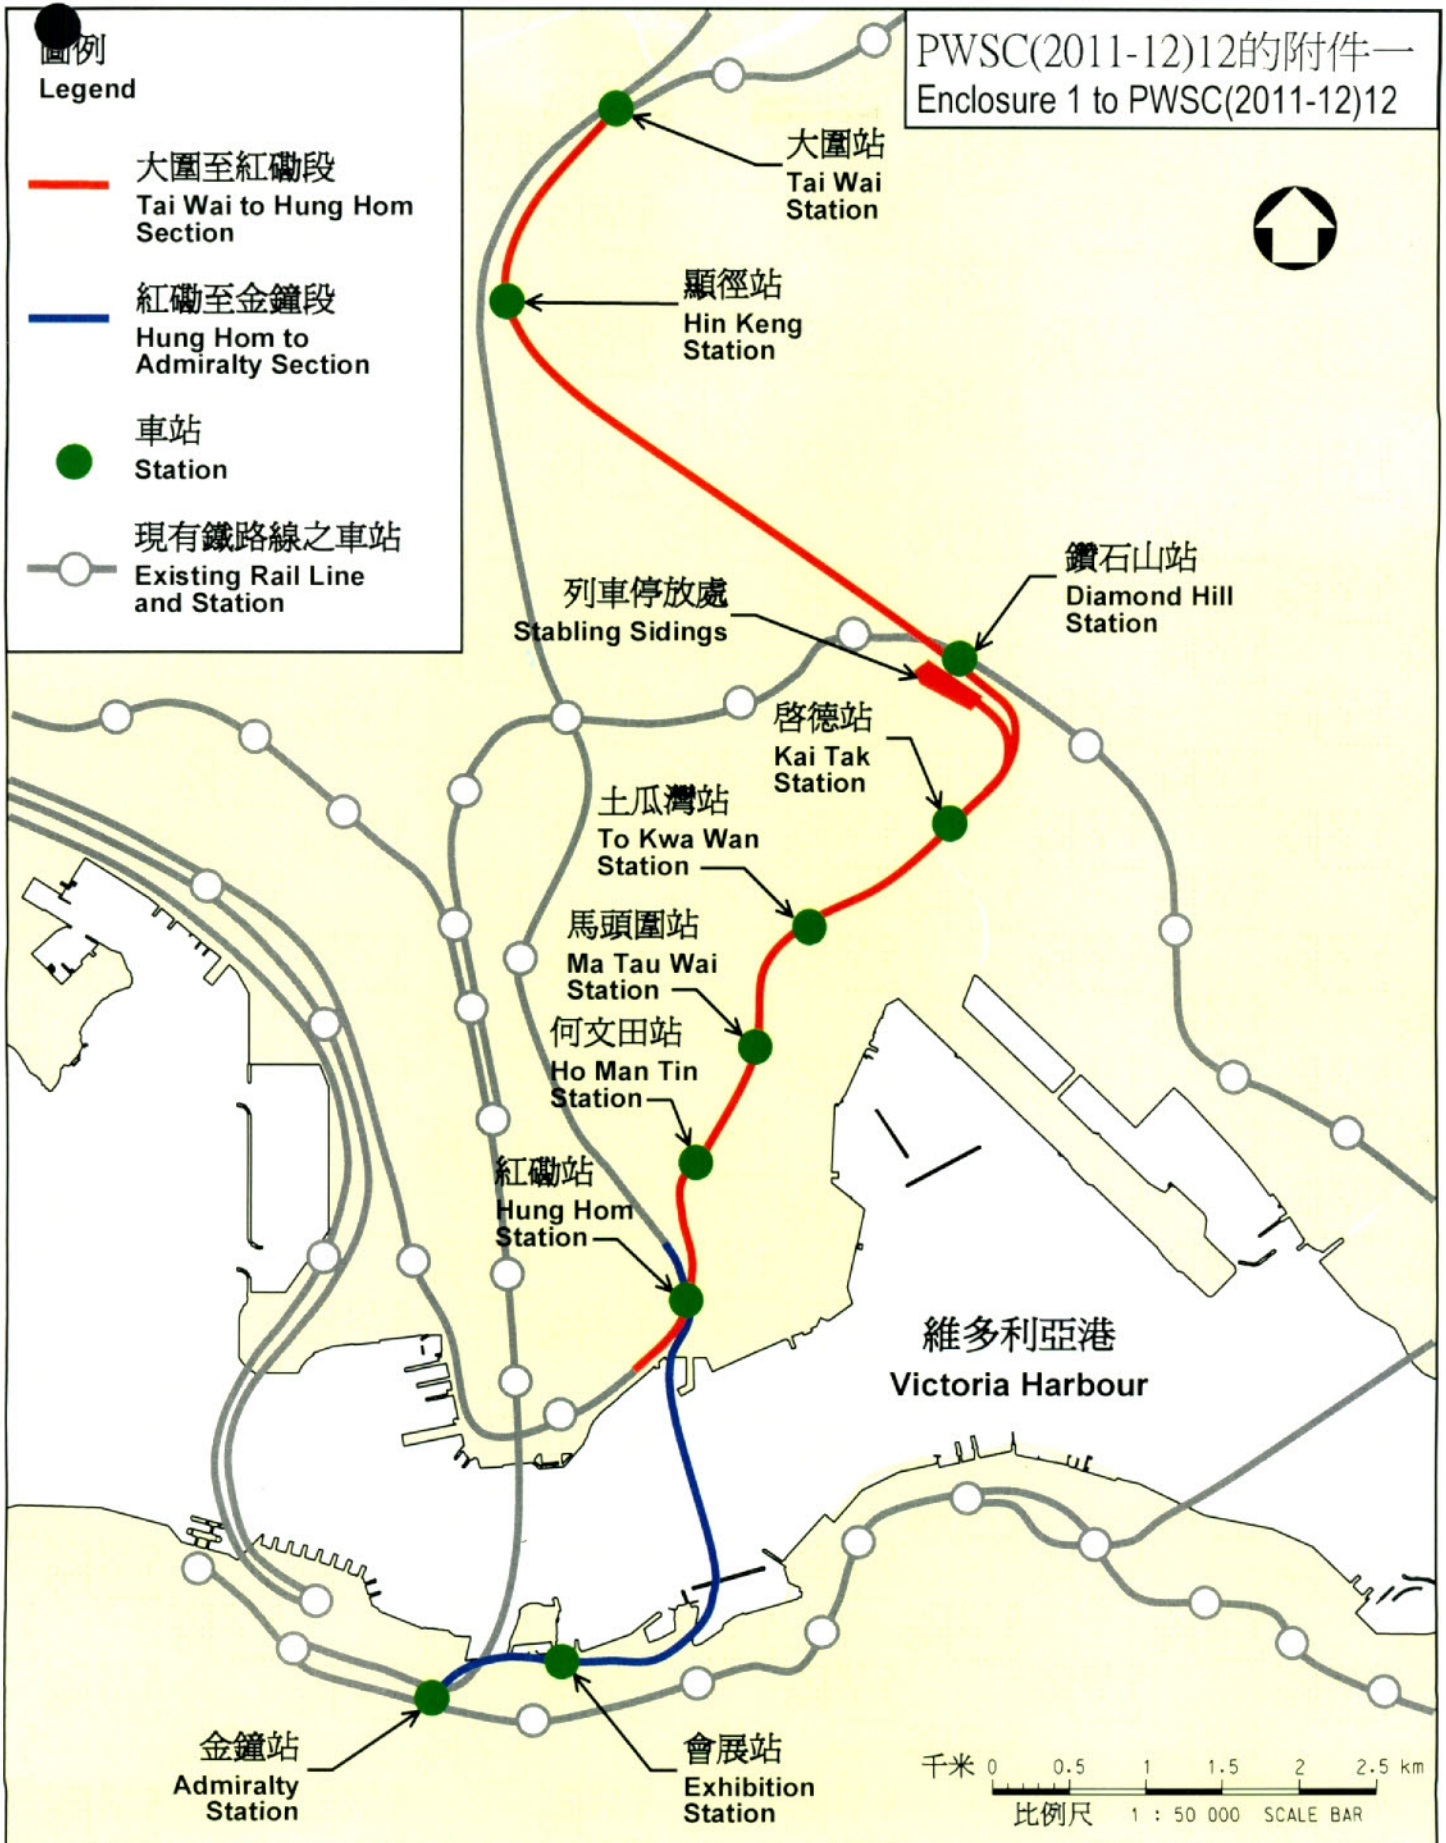 圖例
Legend
大圍至紅磡段
Tai Wai to Hung Hom
Section
紅磡至金鐘段
Hung Hom to
Admiralty Section
車站
Station
現有鐵路線之車站
Existing Rail Line
and Station
PWSC(2011-12)12的附件一
Enclosure 1 to PWSC(2011-12)12
大圍站
Tai Wai
Station
顯徑站
Hin Keng
Station
鑽石山站
Diamond Hill
Station
列車停放處
Stabling Sidings
啓德站
Kai Tak
Station
土瓜灣站
To Kwa Wan
Station
馬頭圍站
Ma Tau Wai
Station
何文田站
Ho Man Tin
Station
紅磡站
Hung Hom
Station
維多利亞港
Victoria Harbour
金鐘站
Admiralty
Station
會展站
Exhibition
Station
千米 0 0.5 1 1.5 2 2.5 km
比例尺 1 : 50 000 SCALE BAR